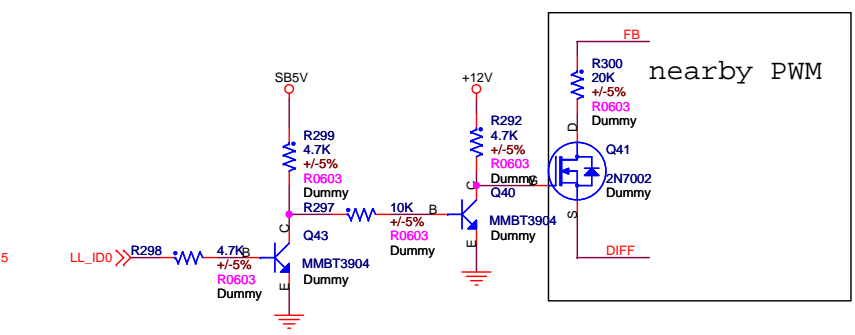 FB
R300
20K
+/-5%
R0603
Dummy
nearby PWM
D
Q41
2N7002
Dummy
G
S
DIFF
SB5V
R299
4.7K
+/-5%
R0603
Dummy
+12V
R292
4.7K
+/-5%
R0603
Dummy
R297
10K
+/-5%
R0603
Dummy
B
C
Q40
MMBT3904
Dummy
E
5
LL_ID0
R298
4.7K
+/-5%
R0603
Dummy
B
C
Q43
MMBT3904
Dummy
E